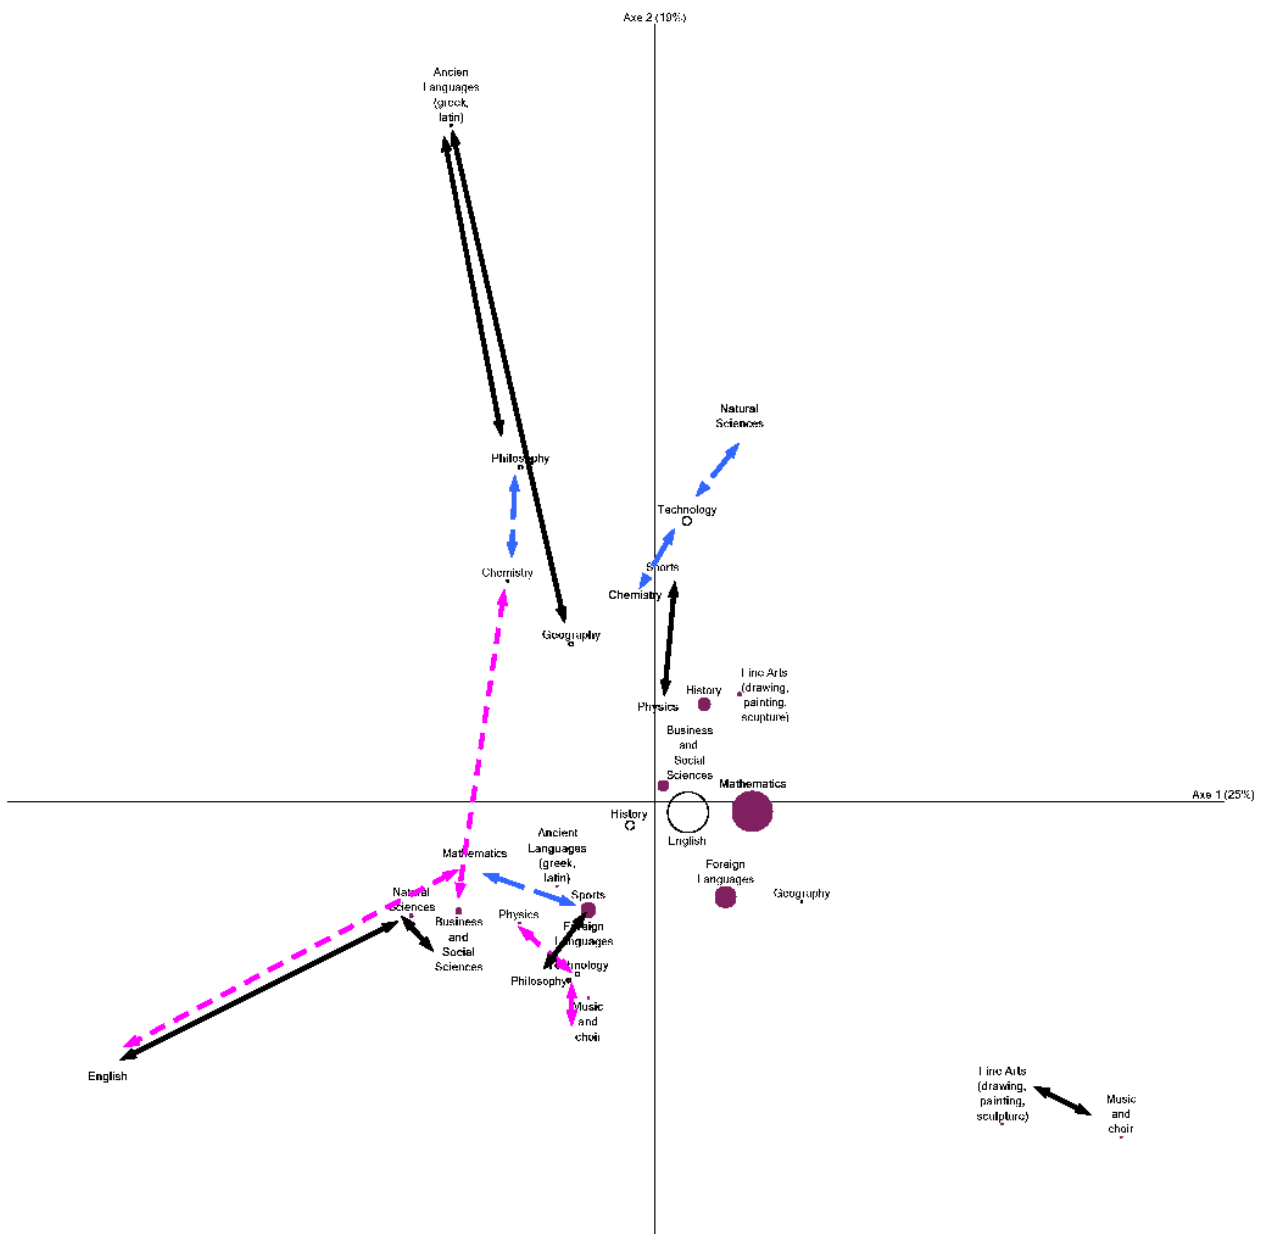 Axe 2 (19%)
Ancien
Languages
(greek,
latin)
Natural
Sciences
Philosophy
Technology
Chemistry
Sports
Chemistry
Geography
Fine Arts
(drawing,
painting,
scupture)
History
Physics
Business
and
Social
Sciences
Mathematics
Axe 1 (25%)
History
English
Ancient
Languages
(greek,
latin)
Mathematics
Foreign
Languages
Geography
Natural
Sciences
Sports
Physics
Business
and
Social
Sciences
Foreign
Languages
Technology
Philosophy
Music
and
choir
English
Fine Arts
(drawing,
painting,
sculpture)
Music
and
choir